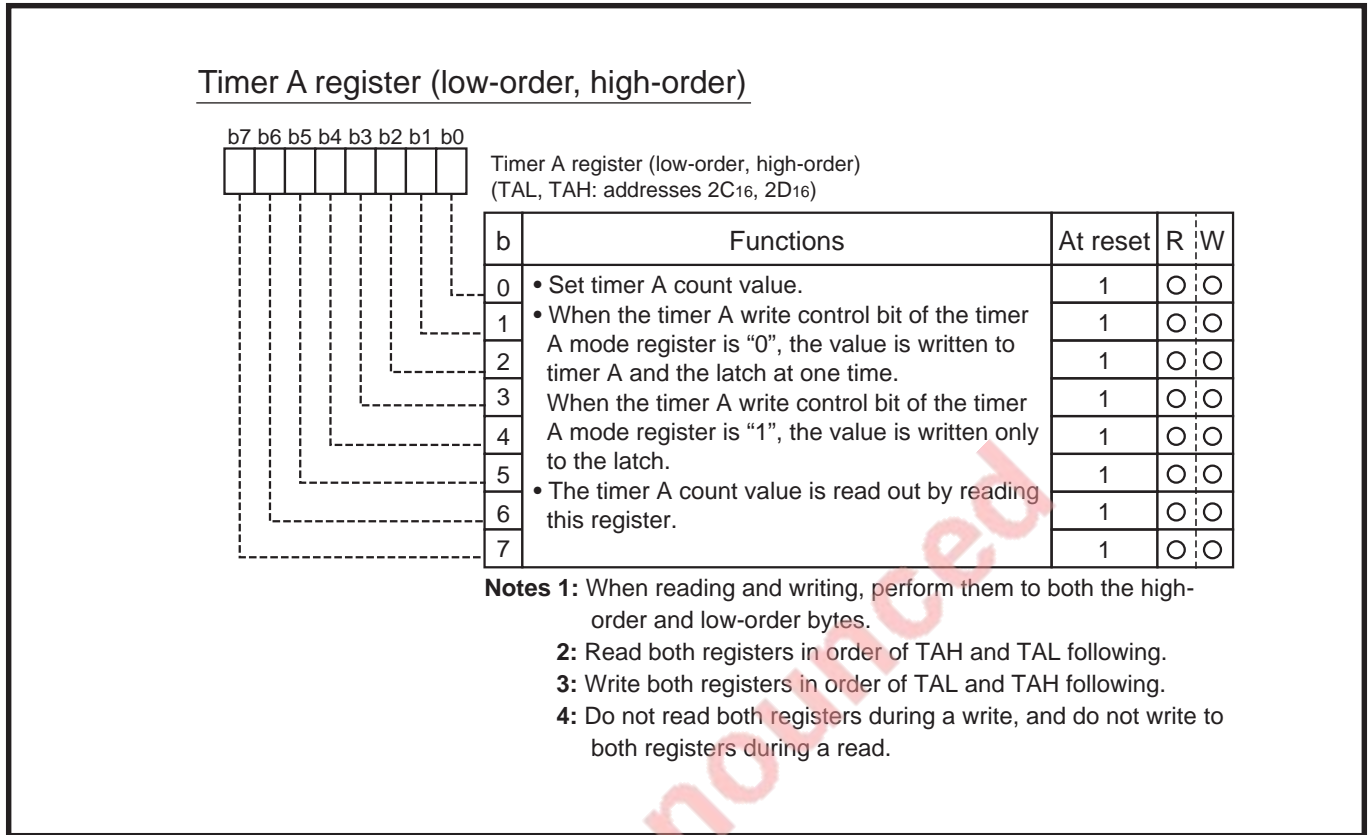 Timer A register (low-order, high-order)
b7 b6 b5 b4 b3 b2 b1 b0
Timer A register (low-order, high-order)
(TAL, TAH: addresses 2C16, 2D16)
b Functions At reset R W
0 • Set timer A count value. 1 ○ ○
1 • When the timer A write control bit of the timer 1 ○ ○
A mode register is “0”, the value is written to
2 timer A and the latch at one time. 1 ○ ○
3 When the timer A write control bit of the timer 1 ○ ○
4 A mode register is “1”, the value is written only 1 ○ ○
to the latch.
5 • The timer A count value is read out by reading 1 ○ ○
6 this register. 1 ○ ○
7 1 ○ ○
Notes 1: When reading and writing, perform them to both the high-
order and low-order bytes.
2: Read both registers in order of TAH and TAL following.
3: Write both registers in order of TAL and TAH following.
4: Do not read both registers during a write, and do not write to
both registers during a read.
nounced